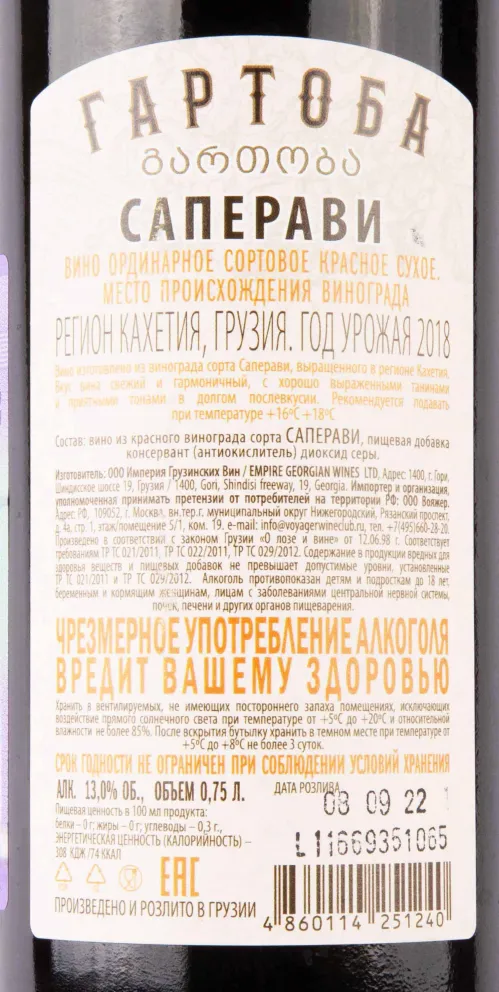 ГАРТОБА
გართობა
САПЕРАВИ
ВИНО ОРДИНАРНОЕ СОРТОВОЕ КРАСНОЕ СУХОЕ.
МЕСТО ПРОИСХОЖДЕНИЯ ВИНОГРАДА
РЕГИОН КАХЕТИЯ, ГРУЗИЯ. ГОД УРОЖАЯ 2018
Вино изготовлено из винограда сорта Саперави, выращенного в регионе Кахетия.
Вкус вина свежий и гармоничный, с хорошо выраженными танинами
и приятными тонами в долгом послевкусии. Рекомендуется подавать
при температуре +16°C +18°C
Состав: вино из красного винограда сорта САПЕРАВИ, пищевая добавка
консервант (антиокислитель) диоксид серы.
Изготовитель: ООО Империя Грузинских Вин / EMPIRE GEORGIAN WINES LTD, Адрес: 1400, г. Гори,
Шиндисское шоссе 19, Грузия / 1400, Gori, Shindisi freeway, 19, Georgia. Импортер и организация,
уполномоченная принимать претензии от потребителей на территории РФ: ООО Вояжер.
Адрес: РФ, 109052, г. Москва, вн.тер.г. муниципальный округ Нижегородский, Рязанский проспект,
д. 4а, стр. 1, этаж/помещение 5/1, ком. 19. e-mail: info@voyagerwineclub.ru, тел. +7(495)660-28-20.
Произведено в соответствии с законом Грузии «О лозе и вине» от 12.06.98 г. Соответствует
требованиям ТР ТС 021/2011, ТР ТС 022/2011, ТР ТС 029/2012. Содержание в продукции вредных для
здоровья веществ и пищевых добавок не превышает допустимые уровни, установленные
ТР ТС 021/2011 и ТР ТС 029/2012. Алкоголь противопоказан детям и подросткам до 18 лет,
беременным и кормящим женщинам, лицам с заболеваниями центральной нервной системы,
почек, печени и других органов пищеварения.
ЧРЕЗМЕРНОЕ УПОТРЕБЛЕНИЕ АЛКОГОЛЯ
ВРЕДИТ ВАШЕМУ ЗДОРОВЬЮ
Хранить в вентилируемых, не имеющих постороннего запаха помещениях, исключающих
воздействие прямого солнечного света при температуре от +5°C до +20°C и относительной
влажности не более 85%. После вскрытия бутылку хранить в темном месте при температуре от
+5°C до +8°C не более 3 суток.
СРОК ГОДНОСТИ НЕ ОГРАНИЧЕН ПРИ СОБЛЮДЕНИИ УСЛОВИЙ ХРАНЕНИЯ
АЛК. 13,0% ОБ., ОБЪЕМ 0,75 Л.
ДАТА РОЗЛИВА
08 09 22
Пищевая ценность в 100 мл продукта:
белки – 0 г; жиры – 0 г; углеводы – 0,3 г.,
ЭНЕРГЕТИЧЕСКАЯ ЦЕННОСТЬ (КАЛОРИЙНОСТЬ) –
308 КДЖ /74 ККАЛ
L11669351065
EAC
ПРОИЗВЕДЕНО И РОЗЛИТО В ГРУЗИИ
4 860114 251240